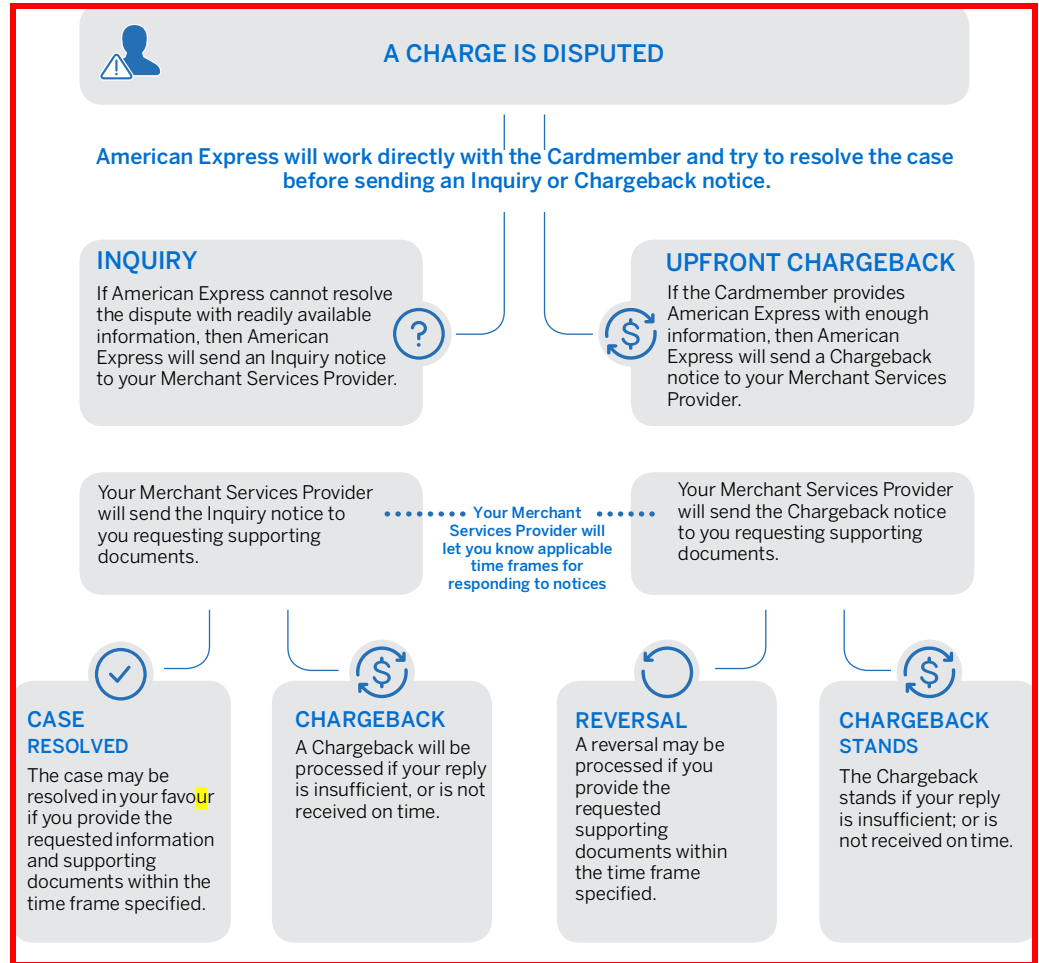 A CHARGE IS DISPUTED
American Express will work directly with the Cardmember and try to resolve the case
before sending an Inquiry or Chargeback notice.
INQUIRY
If American Express cannot resolve
the dispute with readily available
information, then American
Express will send an Inquiry notice
to your Merchant Services Provider.
?
UPFRONT CHARGEBACK
If the Cardmember provides
American Express with enough
information, then American
Express will send a Chargeback
notice to your Merchant Services
Provider.
$
Your Merchant Services Provider
will send the Inquiry notice to
you requesting supporting
documents.
Your Merchant
Services Provider will
let you know applicable
time frames for
responding to notices
Your Merchant Services Provider
will send the Chargeback notice
to you requesting supporting
documents.
CASE
RESOLVED
The case may be
resolved in your favour
if you provide the
requested information
and supporting
documents within the
time frame specified.
$
CHARGEBACK
A Chargeback will be
processed if your reply
is insufficient, or is not
received on time.
REVERSAL
A reversal may be
processed if you
provide the
requested
supporting
documents within
the time frame
specified.
$
CHARGEBACK
STANDS
The Chargeback
stands if your reply
is insufficient; or is
not received on time.